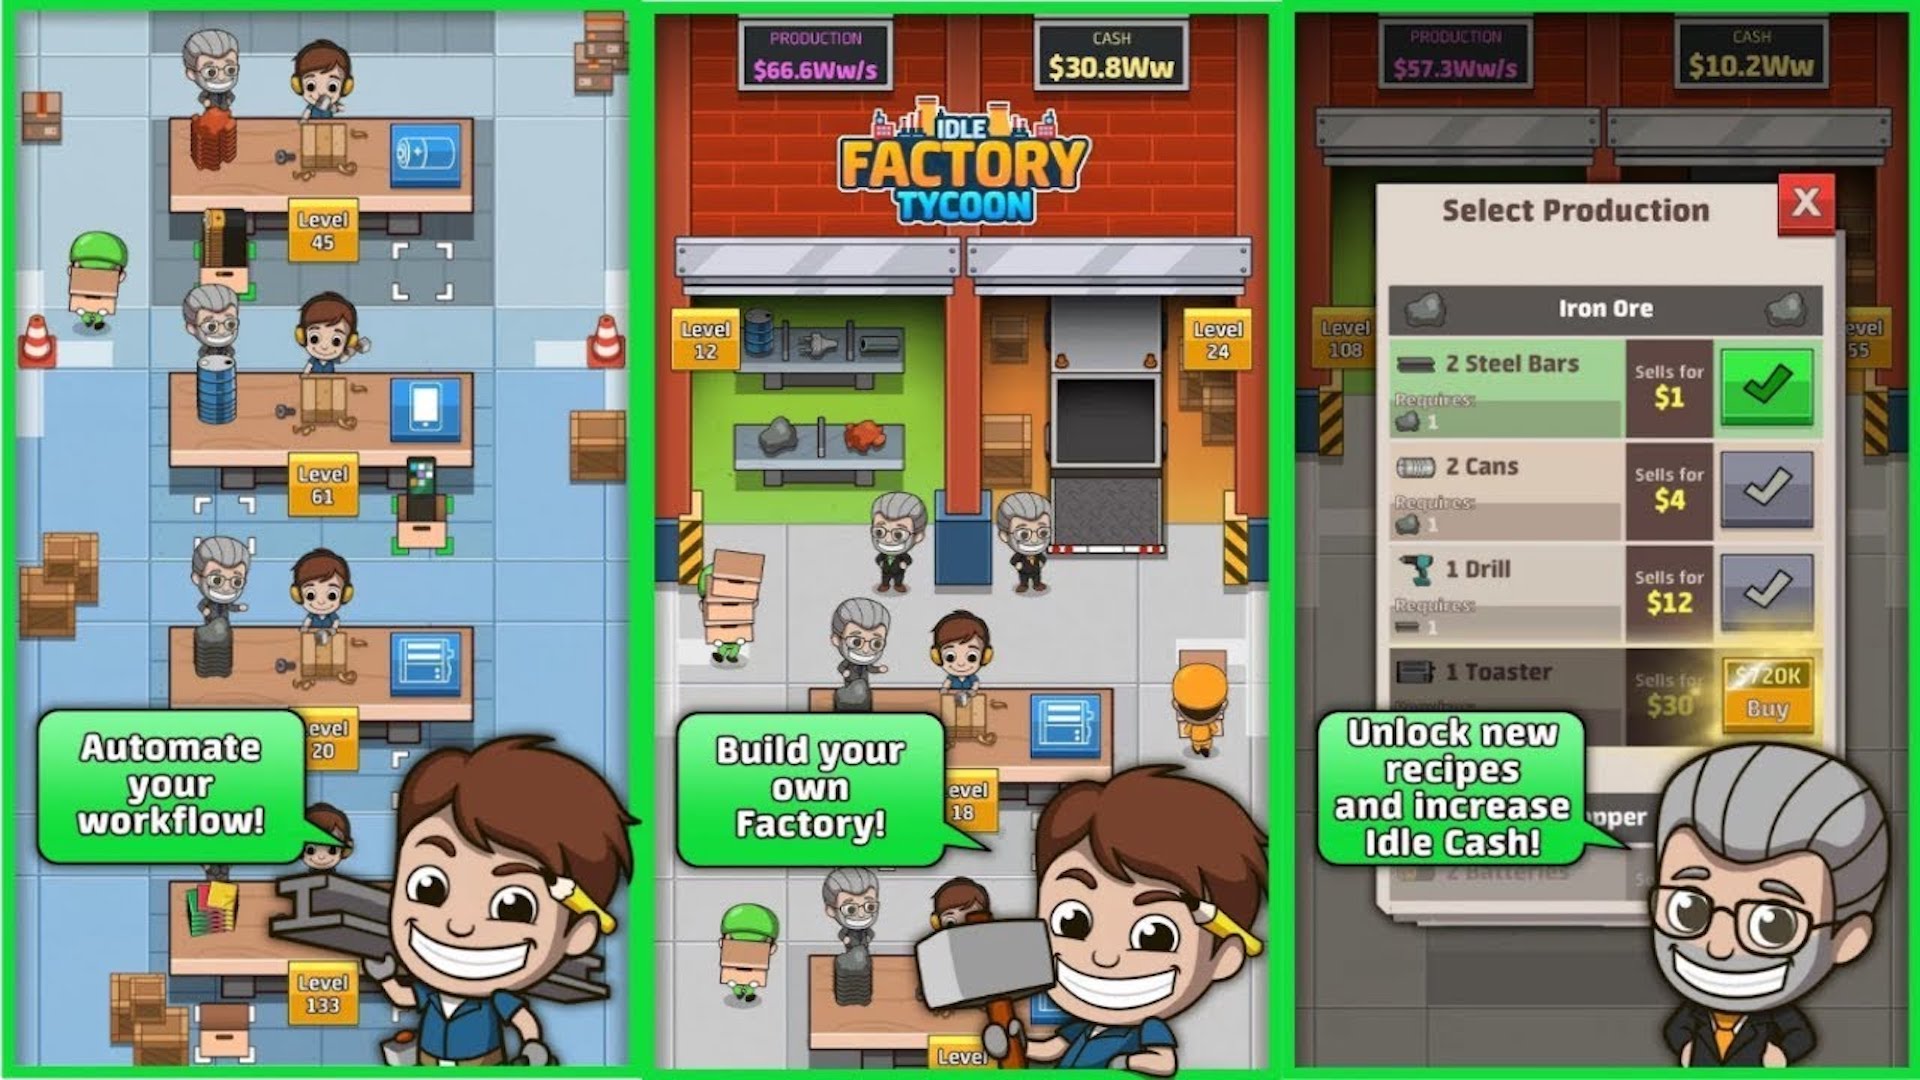 Level
45
Level
61
evel
20
Automate
your
workflow!
Level
133
PRODUCTION
$66.6Ww/s
CASH
$30.8Ww
IDLE
FACTORY
TYCOON
Level
12
Level
24
Build your
own
Factory!
evel
18
Level
PRODUCTION
$57.3Ww/s
CASH
$10.2Ww
Select Production
X
Level
108
evel
55
Iron Ore
2 Steel Bars
Requires:
1
Sells for
$1
2 Cans
Requires:
1
Sells for
$4
1 Drill
Requires:
1
Sells for
$12
1 Toaster
Sells for
$30
$720K
Buy
Unlock new
recipes
and increase
Idle Cash!
pper
2 Batteries